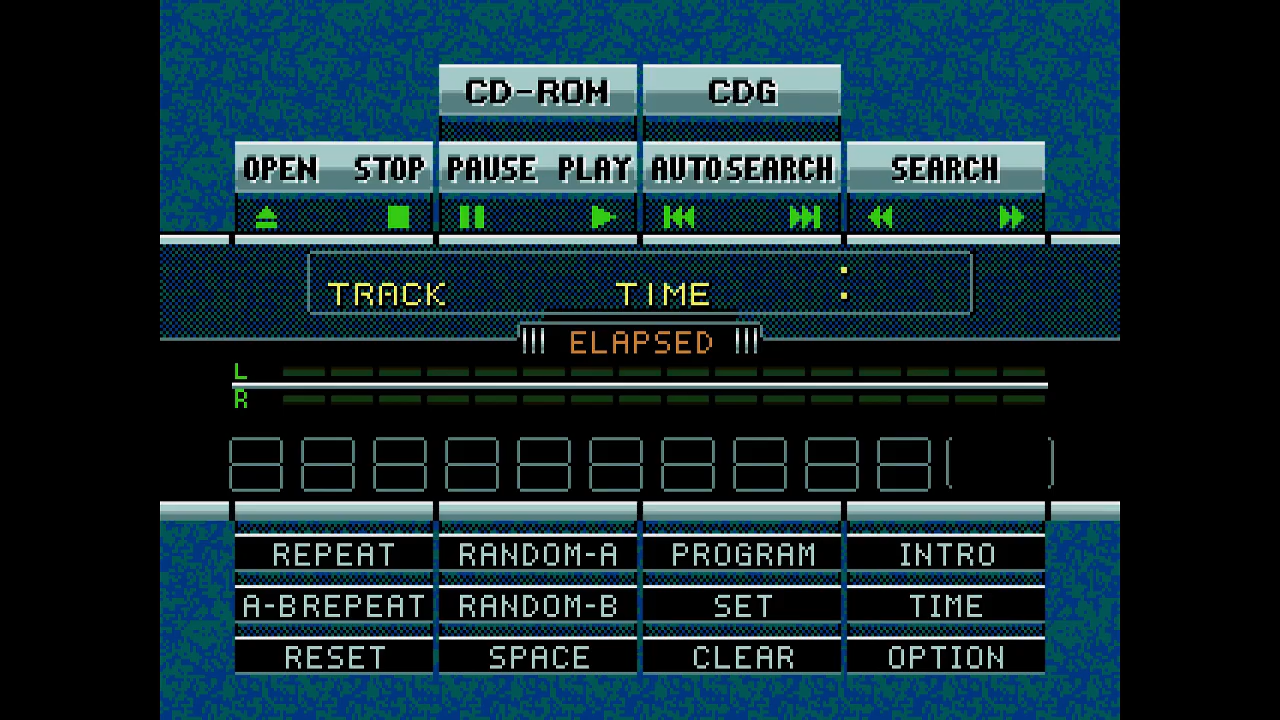 CD-ROM CDG
OPEN STOP PAUSE PLAY AUTOSEARCH SEARCH
TRACK TIME :
ELAPSED
L
R
REPEAT RANDOM-A PROGRAM INTRO
A-BREPEAT RANDOM-B SET TIME
RESET SPACE CLEAR OPTION